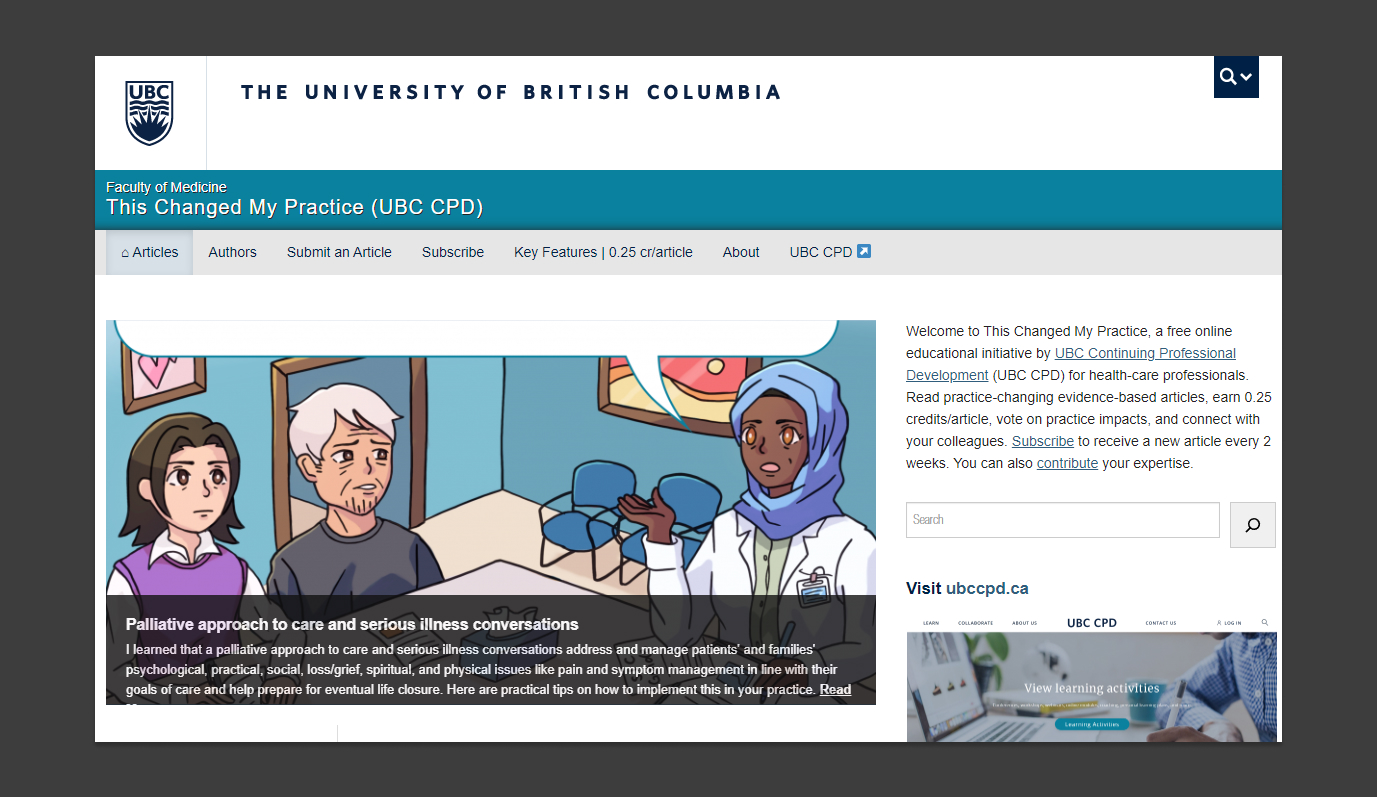 UBC
THE UNIVERSITY OF BRITISH COLUMBIA
Faculty of Medicine
This Changed My Practice (UBC CPD)
Articles Authors Submit an Article Subscribe Key Features | 0.25 cr/article About UBC CPD
Palliative approach to care and serious illness conversations
I learned that a palliative approach to care and serious illness conversations address and manage patients' and families'
psychological, practical, social, loss/grief, spiritual, and physical issues like pain and symptom management in line with their
goals of care and help prepare for eventual life closure. Here are practical tips on how to implement this in your practice. Read
Welcome to This Changed My Practice, a free online
educational initiative by UBC Continuing Professional
Development (UBC CPD) for health-care professionals.
Read practice-changing evidence-based articles, earn 0.25
credits/article, vote on practice impacts, and connect with
your colleagues. Subscribe to receive a new article every 2
weeks. You can also contribute your expertise.
Search
Visit ubccpd.ca
LEARN COLLABORATE ABOUT US UBC CPD CONTACT US LOG IN
View learning activities
Learning Activities